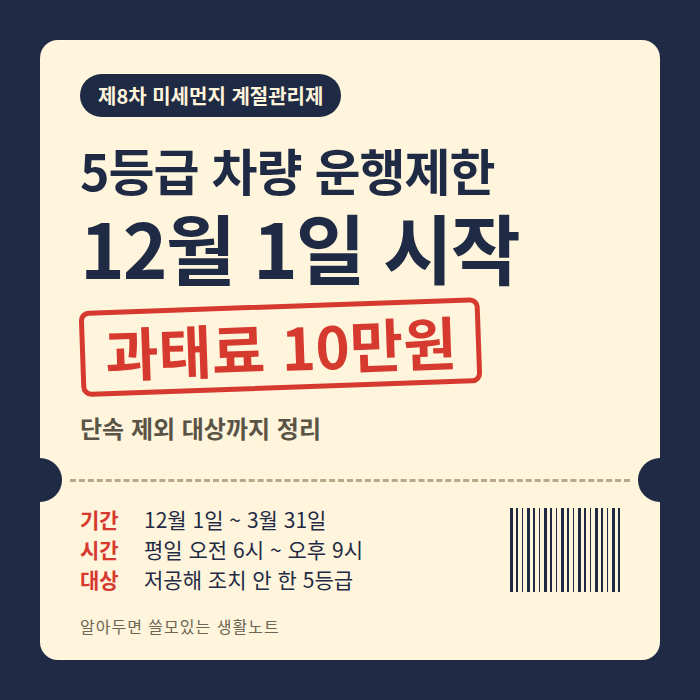 제8차 미세먼지 계절관리제
5등급 차량 운행제한
12월 1일 시작
과태료 10만원
단속 제외 대상까지 정리
기간 12월 1일 ~ 3월 31일
시간 평일 오전 6시 ~ 오후 9시
대상 저공해 조치 안 한 5등급
알아두면 쓸모있는 생활노트